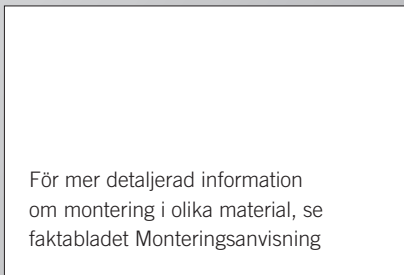 För mer detaljerad information
om montering i olika material, se
faktabladet Monteringsanvisning